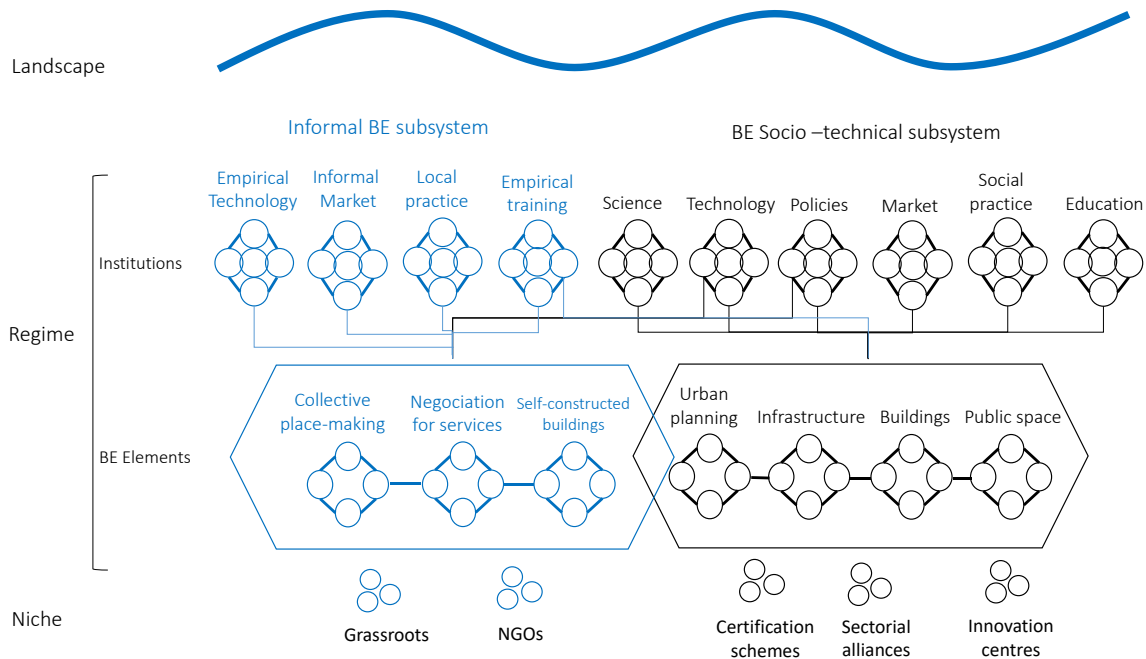 Landscape
Informal BE subsystem
BE Socio –technical subsystem
Regime
Institutions
Empirical
Technology
Informal
Market
Local
practice
Empirical
training
Science
Technology
Policies
Market
Social
practice
Education
BE Elements
Collective
place-making
Negociation
for services
Self-constructed
buildings
Urban
planning
Infrastructure
Buildings
Public space
Niche
Grassroots
NGOs
Certification
schemes
Sectorial
alliances
Innovation
centres